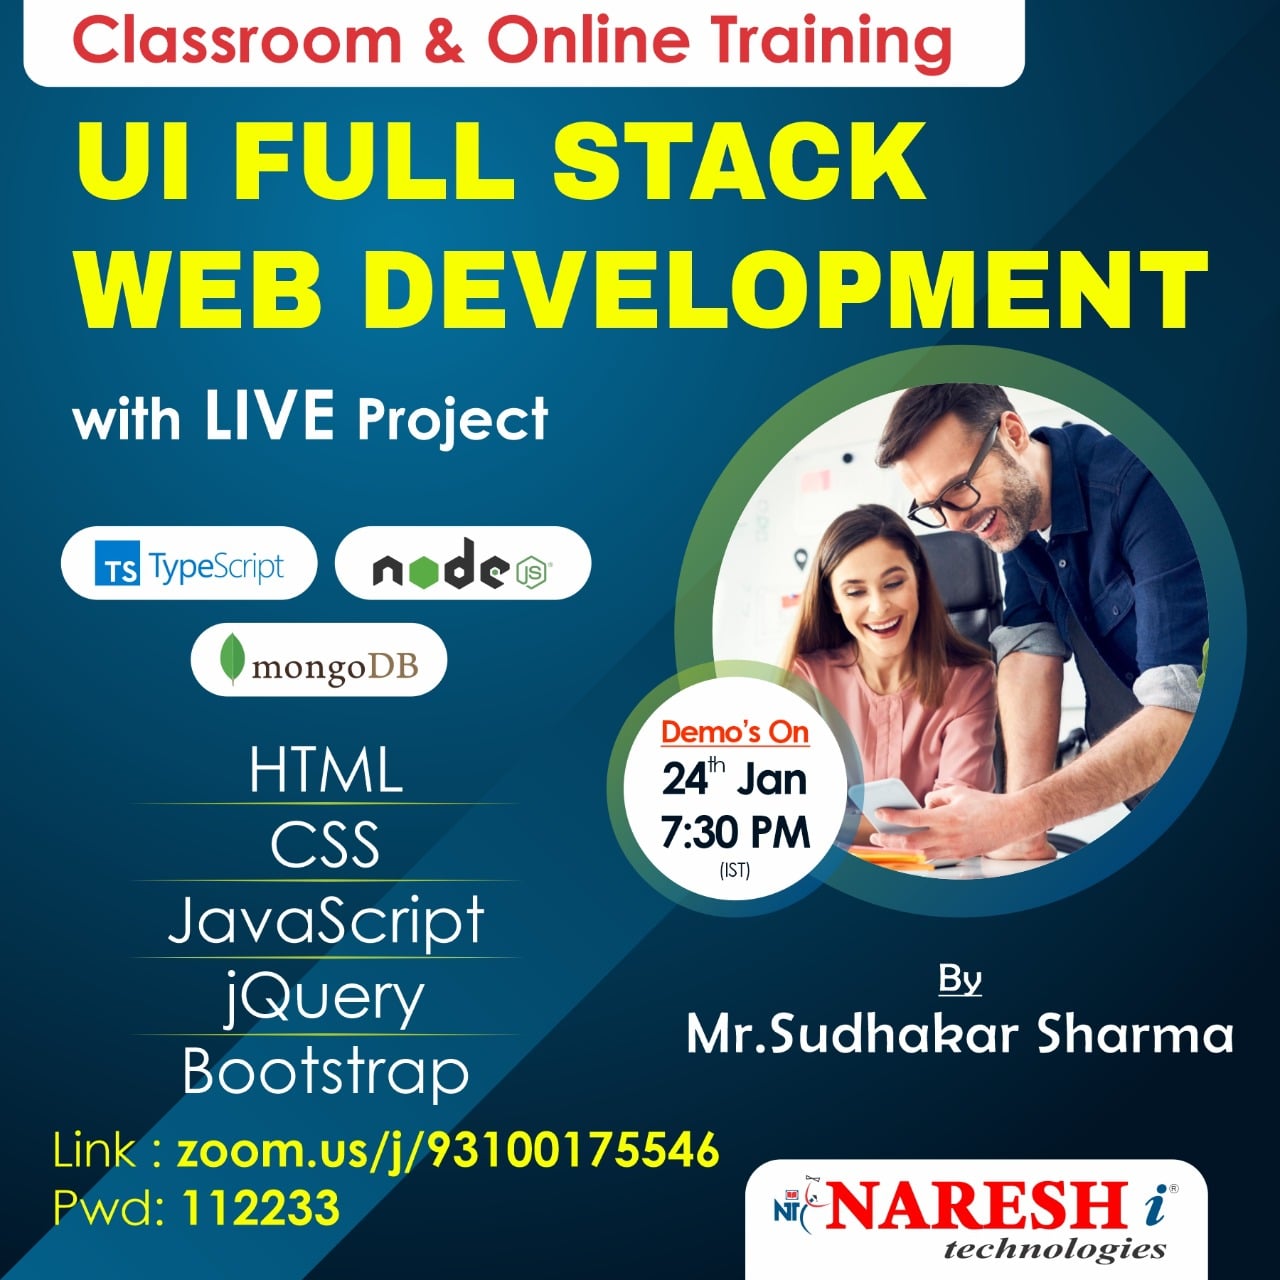 Classroom & Online Training
UI FULL STACK
WEB DEVELOPMENT
with LIVE Project
TS TypeScript
node JS ®
mongoDB
HTML
CSS
JavaScript
jQuery
Bootstrap
Demo's On
24th Jan
7:30 PM
(IST)
By
Mr.Sudhakar Sharma
Link : zoom.us/j/93100175546
Pwd: 112233
NT NARESH i ®
technologies